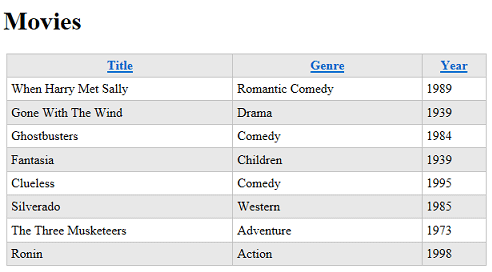 Movies
Title Genre Year
When Harry Met Sally Romantic Comedy 1989
Gone With The Wind Drama 1939
Ghostbusters Comedy 1984
Fantasia Children 1939
Clueless Comedy 1995
Silverado Western 1985
The Three Musketeers Adventure 1973
Ronin Action 1998